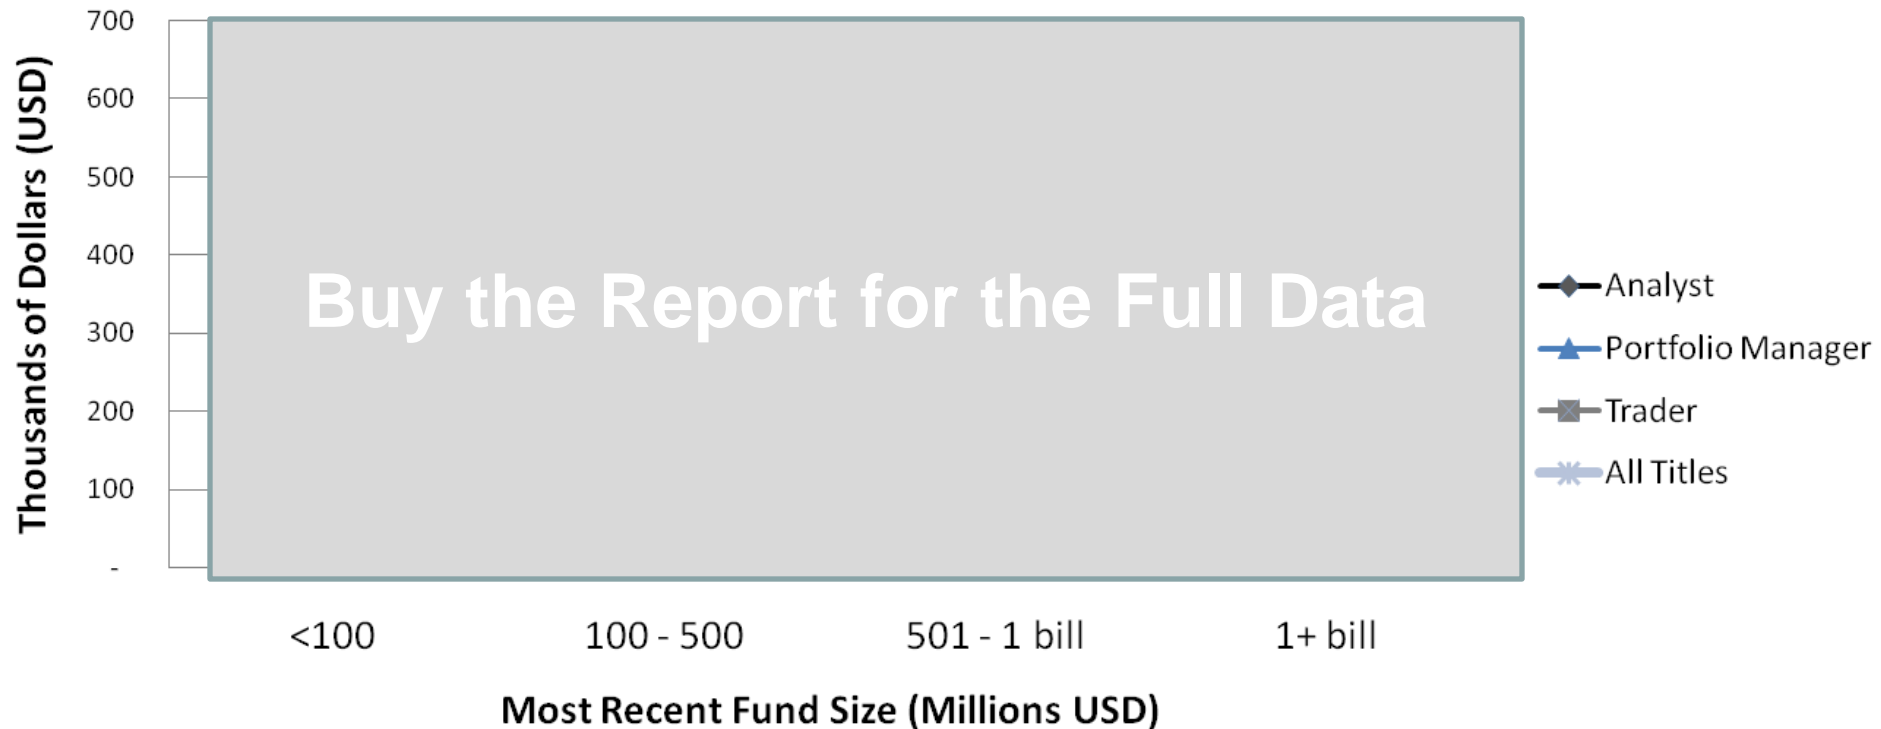 Thousands of Dollars (USD)
700
600
500
400
300
200
100
-
Buy the Report for the Full Data
Analyst
Portfolio Manager
Trader
All Titles
<100
100 - 500
501 - 1 bill
1+ bill
Most Recent Fund Size (Millions USD)